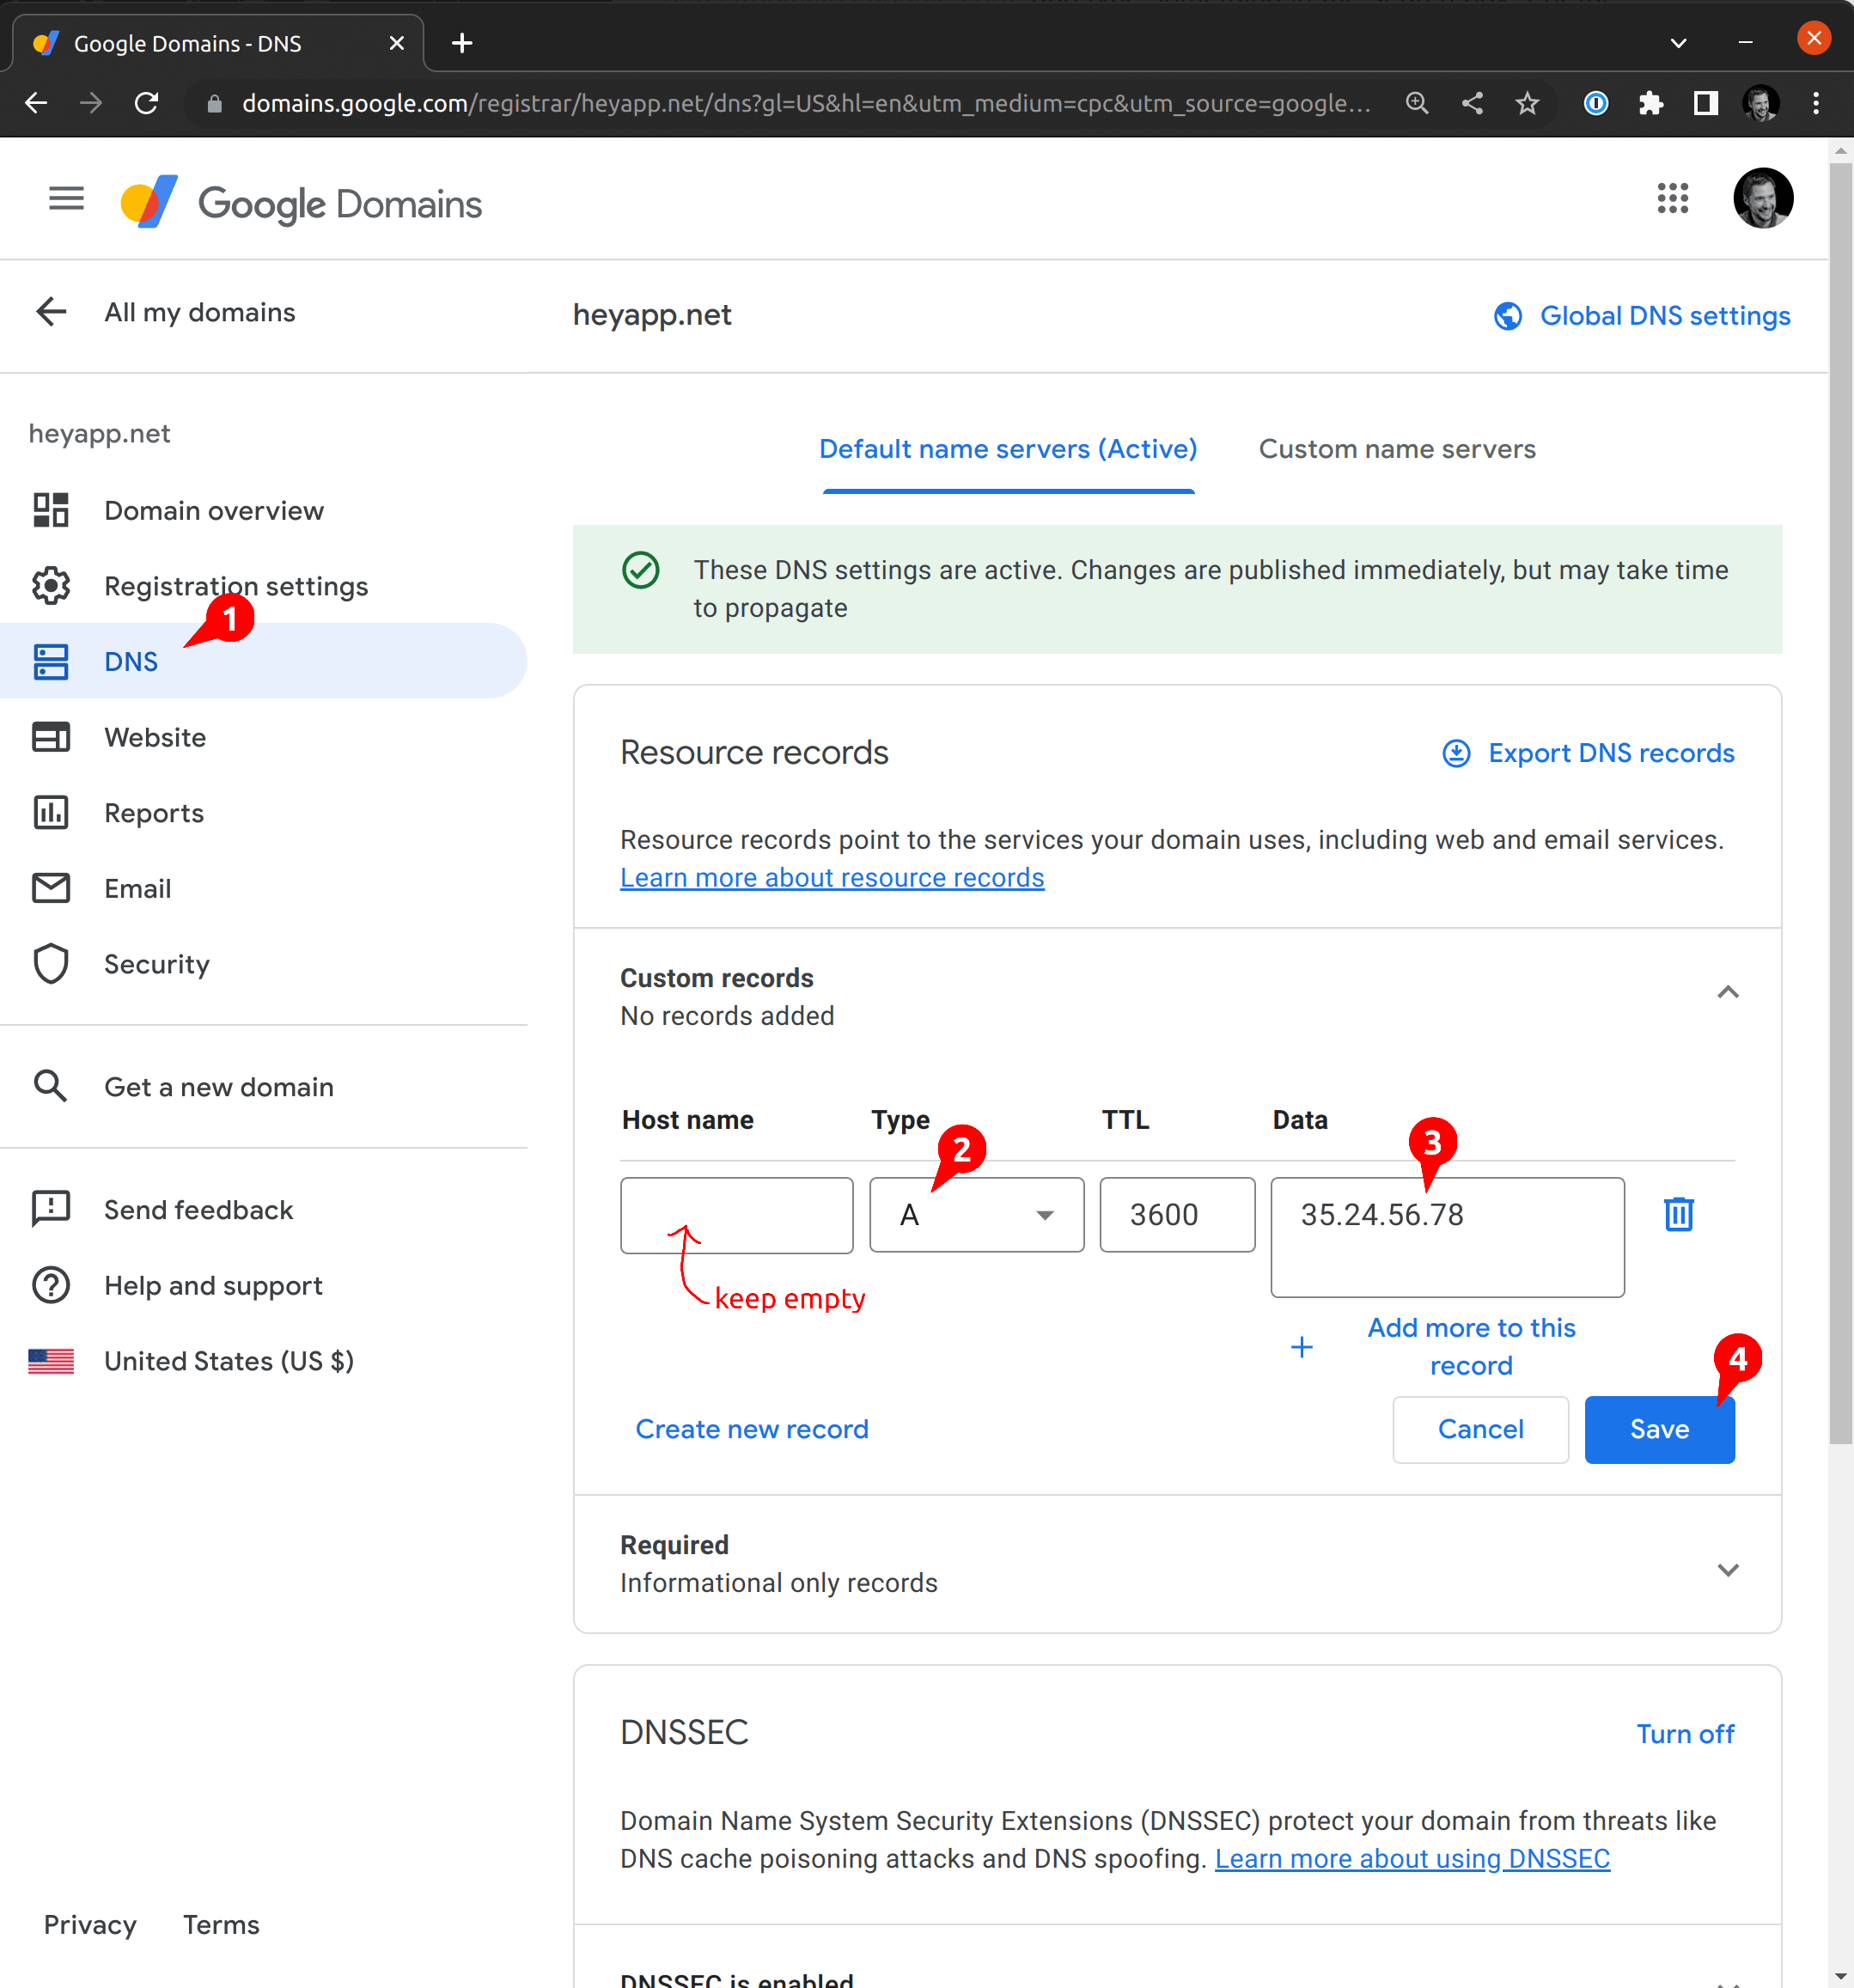 Google Domains - DNS
domains.google.com/registrar/heyapp.net/dns?gl=US&hl=en&utm_medium=cpc&utm_source=google...
Google Domains
All my domains
heyapp.net
Global DNS settings
heyapp.net
Default name servers (Active)
Custom name servers
Domain overview
Registration settings
1
DNS
Website
Reports
Email
Security
Get a new domain
Send feedback
Help and support
United States (US $)
These DNS settings are active. Changes are published immediately, but may take time
to propagate
Resource records
Export DNS records
Resource records point to the services your domain uses, including web and email services.
Learn more about resource records
Custom records
No records added
Host name
Type
TTL
Data
2
3
A
3600
35.24.56.78
keep empty
Add more to this
record
4
Create new record
Cancel
Save
Required
Informational only records
DNSSEC
Turn off
Domain Name System Security Extensions (DNSSEC) protect your domain from threats like
DNS cache poisoning attacks and DNS spoofing. Learn more about using DNSSEC
Privacy
Terms
DNSSEC is enabled